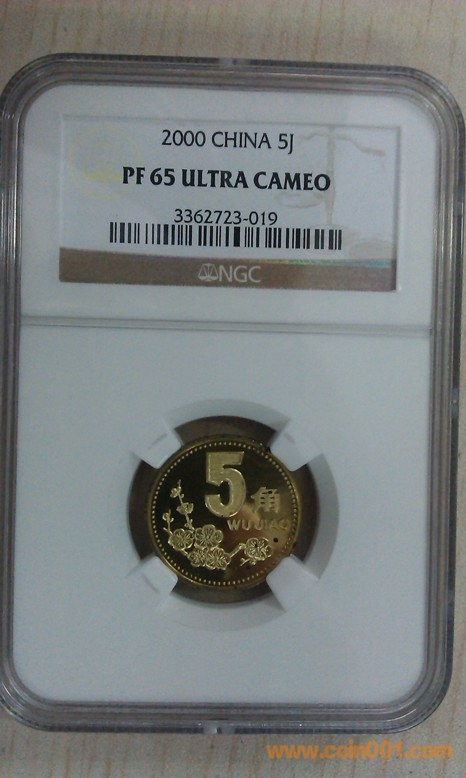 2000 CHINA 5J
PF 65 ULTRA CAMEO
3362723-019
NGC
5角
WU JIAO
www.coin001.com